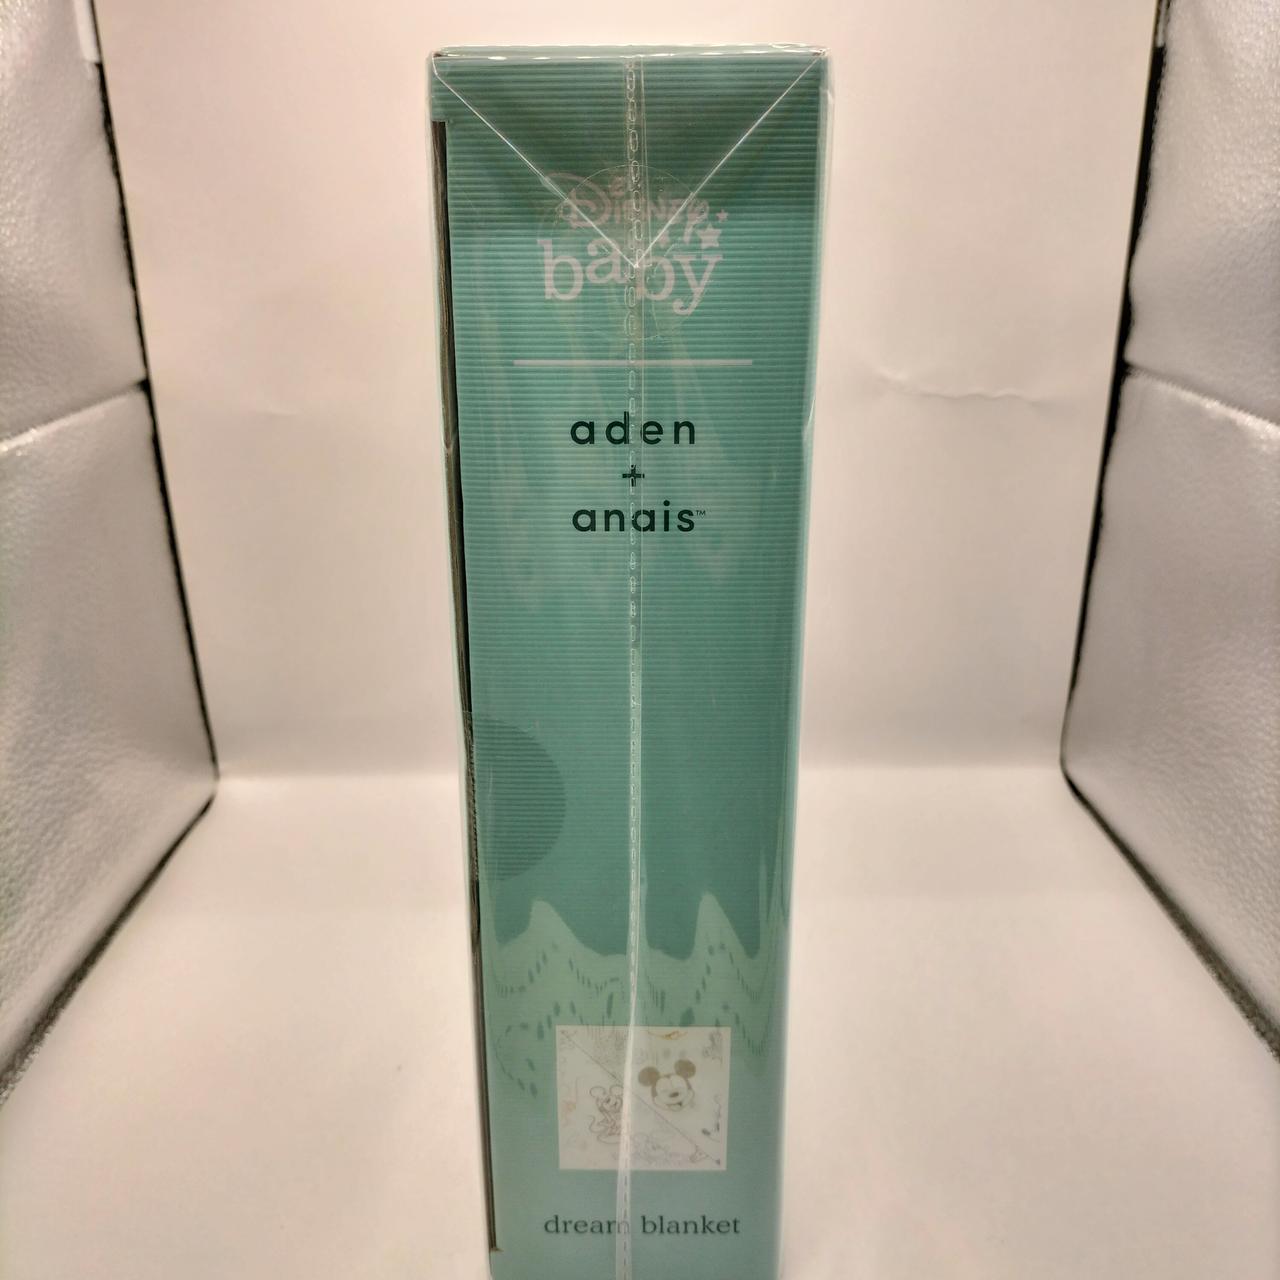 Disney
baby
aden
+
anais™
dream blanket